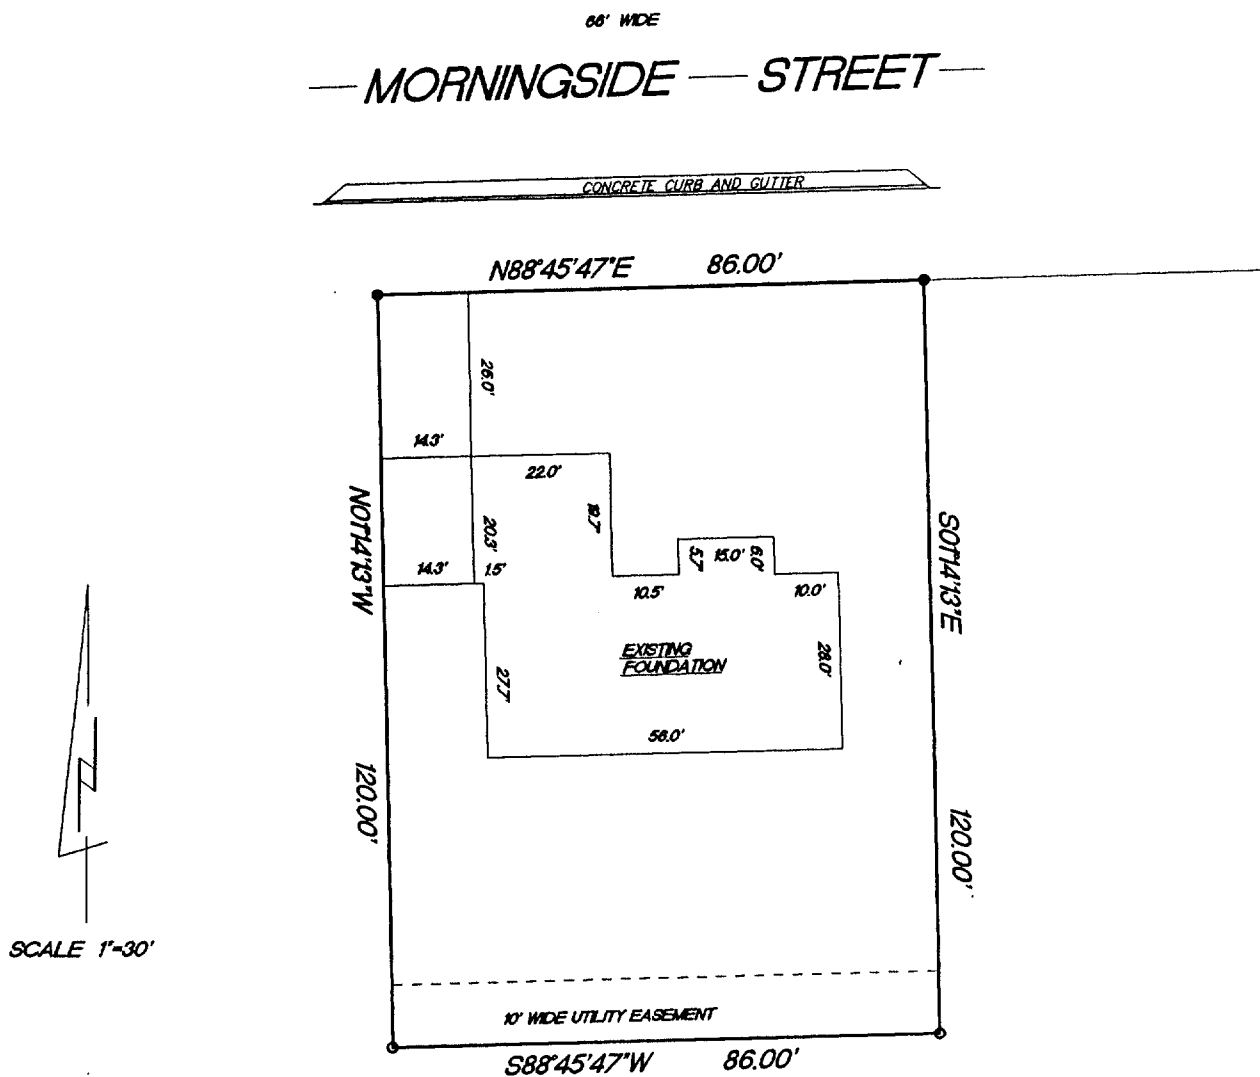 66' WIDE
MORNINGSIDE STREET
CONCRETE CURB AND GUTTER
N88°45'47"E 86.00'
26.0'
14.3'
22.0'
N01°14'13"W
20.3'
19.7'
S01°14'13"E
5.7'
15.0'
6.0'
14.3'
1.5'
10.5'
10.0'
EXISTING
FOUNDATION
28.0'
27.7'
56.0'
120.00'
120.00'
SCALE 1"=30'
10' WIDE UTILITY EASEMENT
S88°45'47"W 86.00'